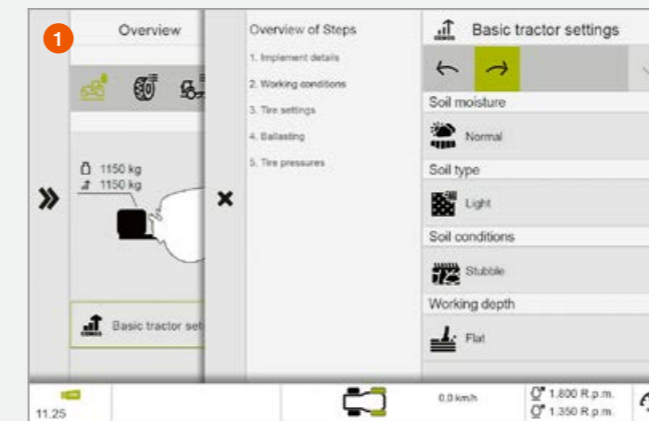 1
Overview
1150 kg
1150 kg
Basic tractor set
Overview of Steps
1. Implement details
2. Working conditions
3. Tire settings
4. Ballasting
5. Tire pressures
Basic tractor settings
Soil moisture
Normal
Soil type
Light
Soil conditions
Stubble
Working depth
Flat
11.25
0,0 km/h
1.800 R.p.m.
1.350 R.p.m.